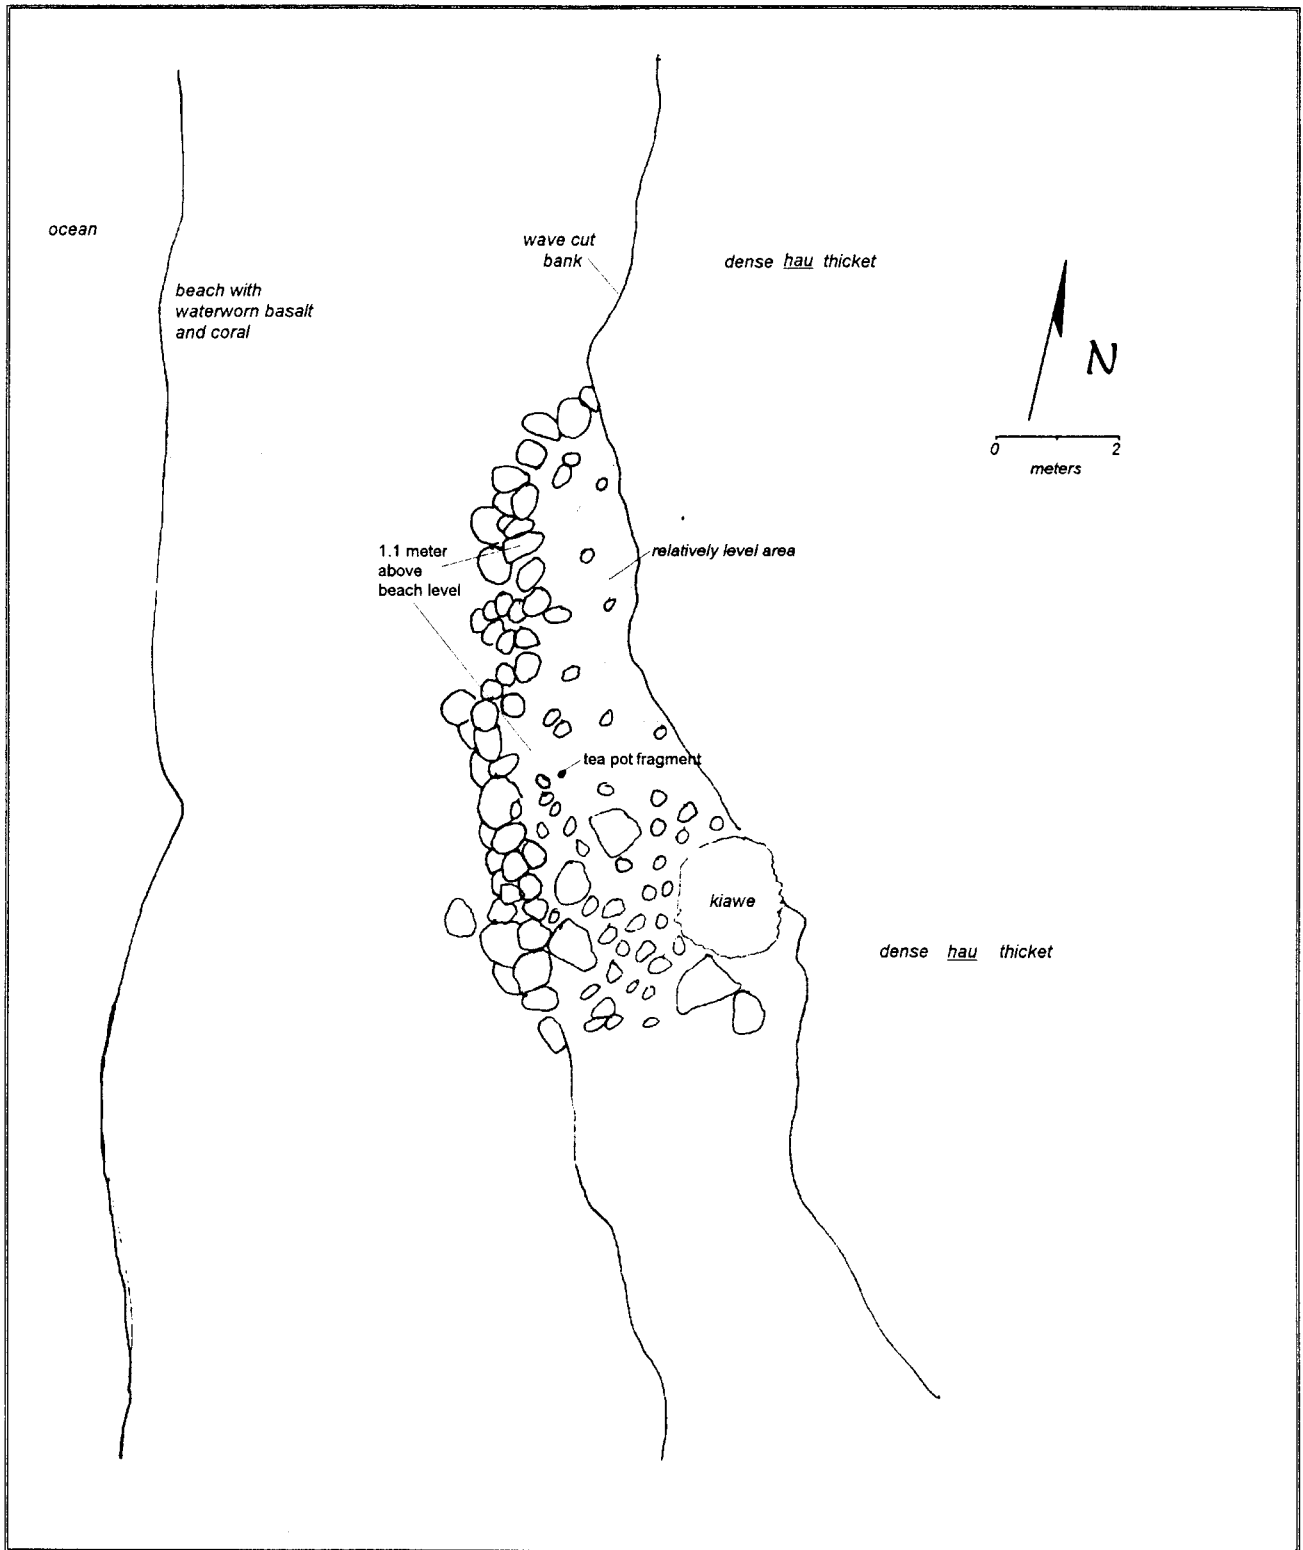 ocean
wave cut
bank
dense hau thicket
beach with
waterworn basalt
and coral
N
0 2
meters
1.1 meter
above
beach level
relatively level area
tea pot fragment
kiawe
dense hau thicket